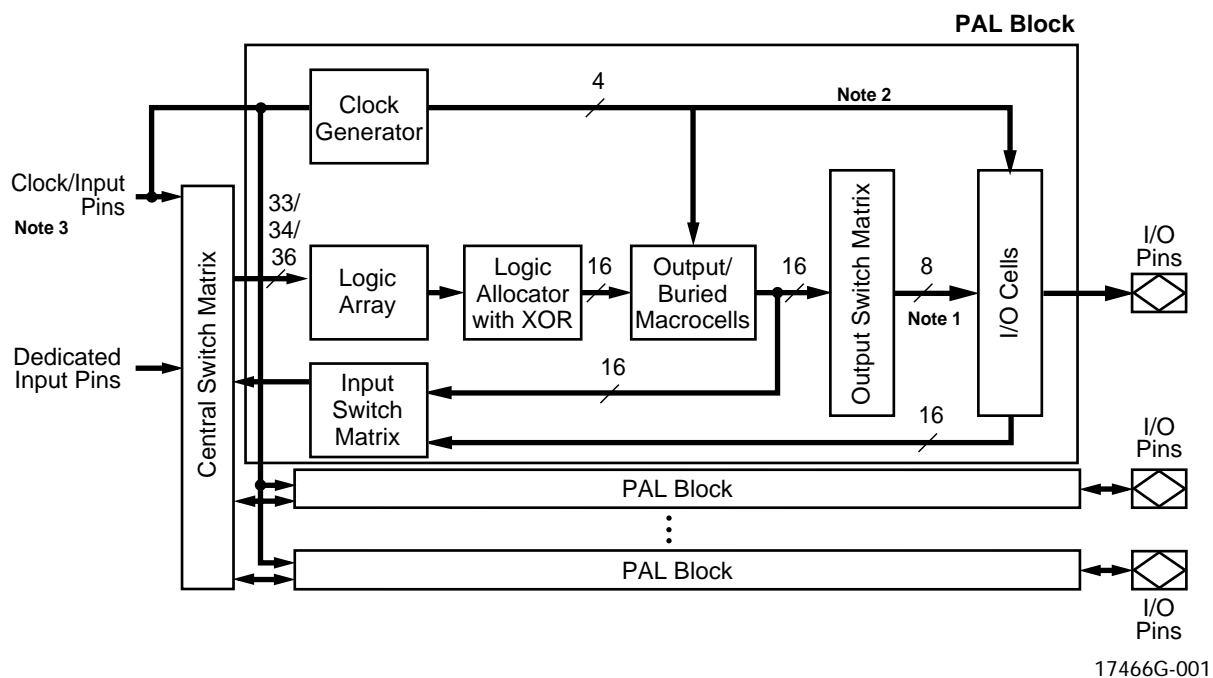 PAL Block
4
Note 2
Clock
Generator
Clock/Input
Pins
Note 3
33/
34/
36
Central Switch Matrix
Logic
Array
Logic
Allocator
with XOR
16
Output/
Buried
Macrocells
16
Output Switch Matrix
8
Note 1
I/O Cells
I/O
Pins
Dedicated
Input Pins
Input
Switch
Matrix
16
16
I/O
Pins
PAL Block
PAL Block
I/O
Pins
17466G-001